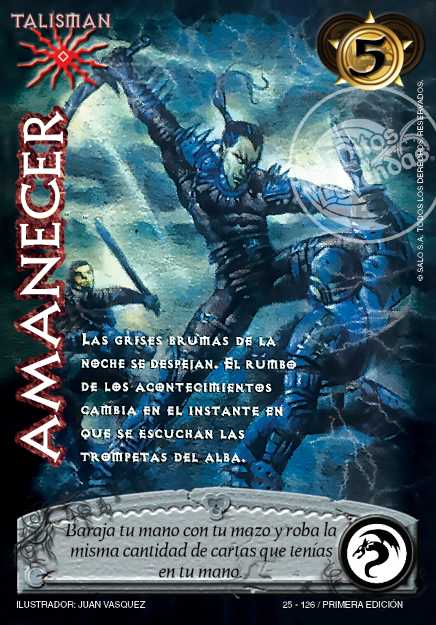 TALISMAN
5
AMANECER
© SALO S.A. TODOS LOS DERECHOS RESERVADOS.
LAS GRISES BRUMAS DE LA
NOCHE SE DESPEJAN. EL RUMBO
DE LOS ACONTECIMIENTOS
CAMBIA EN EL INSTANTE EN
QUE SE ESCUCHAN LAS
TROMPETAS DEL ALBA.
Baraja tu mano con tu mazo y roba la
misma cantidad de cartas que tenías
en tu mano.
ILUSTRADOR: JUAN VASQUEZ
25 - 126 / PRIMERA EDICIÓN